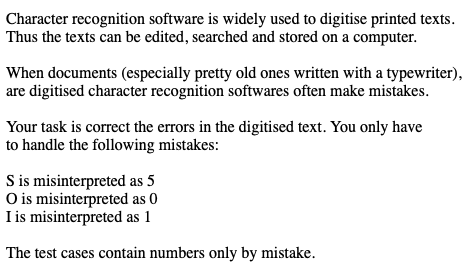 Character recognition software is widely used to digitise printed texts.
Thus the texts can be edited, searched and stored on a computer.
When documents (especially pretty old ones written with a typewriter),
are digitised character recognition softwares often make mistakes.
Your task is correct the errors in the digitised text. You only have
to handle the following mistakes:
S is misinterpreted as 5
O is misinterpreted as 0
I is misinterpreted as 1
The test cases contain numbers only by mistake.